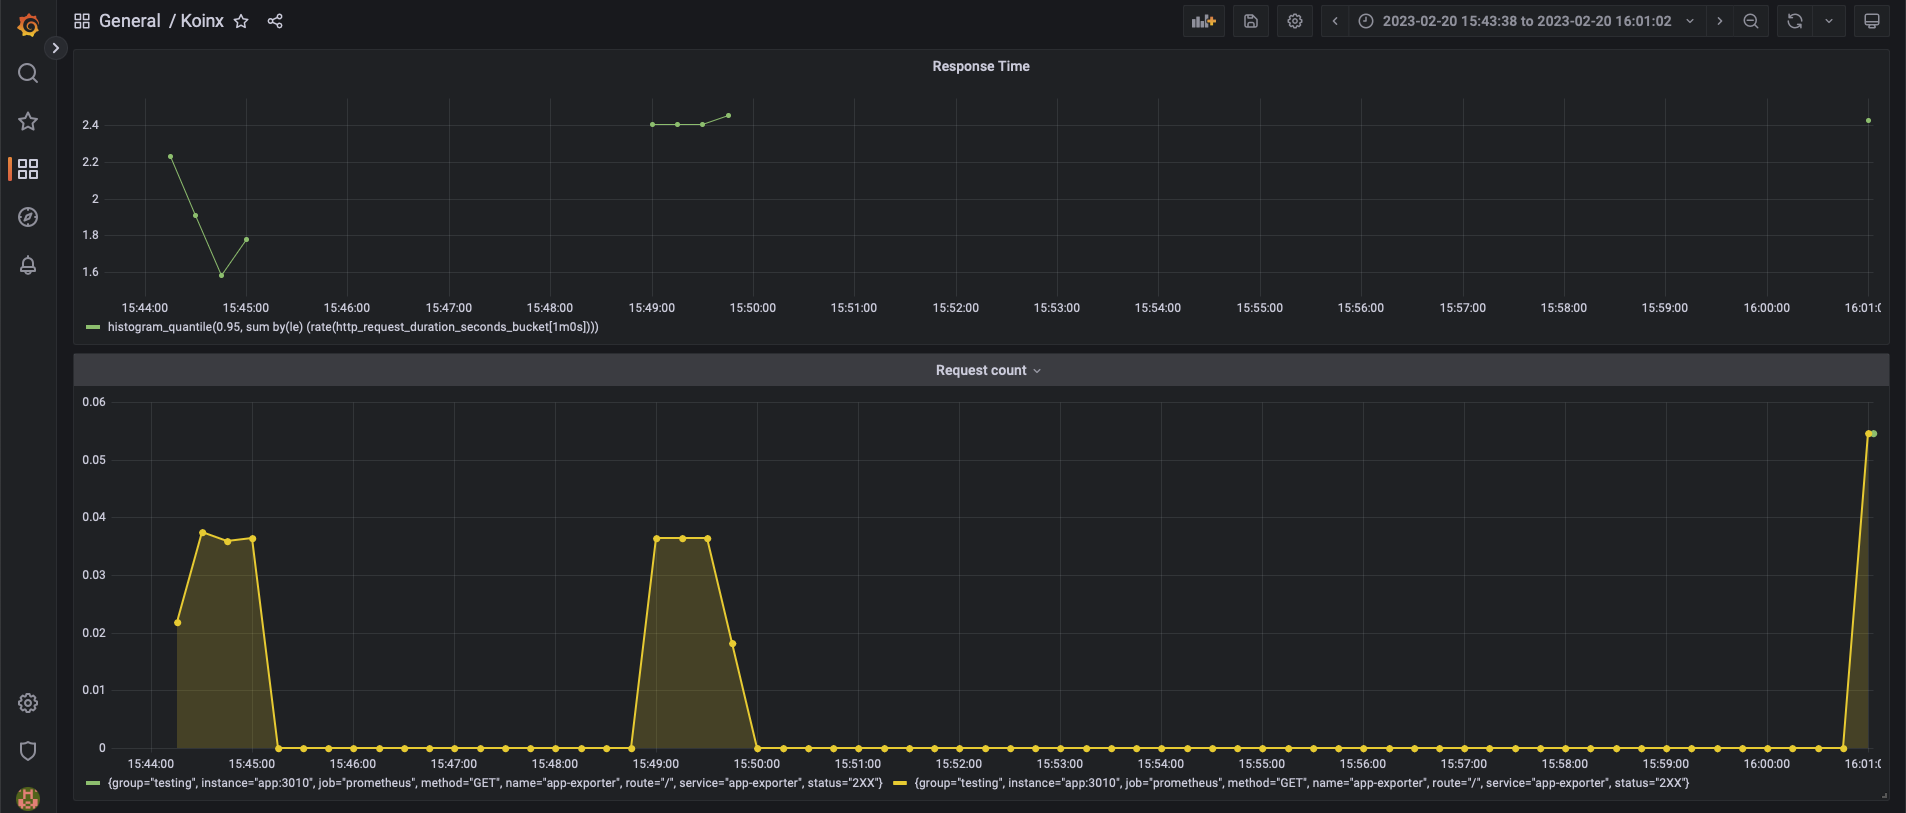 General / Koinx
2023-02-20 15:43:38 to 2023-02-20 16:01:02
Response Time
2.4
2.2
2
1.8
1.6
15:44:00 15:45:00 15:46:00 15:47:00 15:48:00 15:49:00 15:50:00 15:51:00 15:52:00 15:53:00 15:54:00 15:55:00 15:56:00 15:57:00 15:58:00 15:59:00 16:00:00 16:01:0
histogram_quantile(0.95, sum by(le) (rate(http_request_duration_seconds_bucket[1m0s])))
Request count
0.06
0.05
0.04
0.03
0.02
0.01
0
15:44:00 15:45:00 15:46:00 15:47:00 15:48:00 15:49:00 15:50:00 15:51:00 15:52:00 15:53:00 15:54:00 15:55:00 15:56:00 15:57:00 15:58:00 15:59:00 16:00:00 16:01:0
{group="testing", instance="app:3010", job="prometheus", method="GET", name="app-exporter", route="/", service="app-exporter", status="2XX"} {group="testing", instance="app:3010", job="prometheus", method="GET", name="app-exporter", route="/", service="app-exporter", status="2XX"}